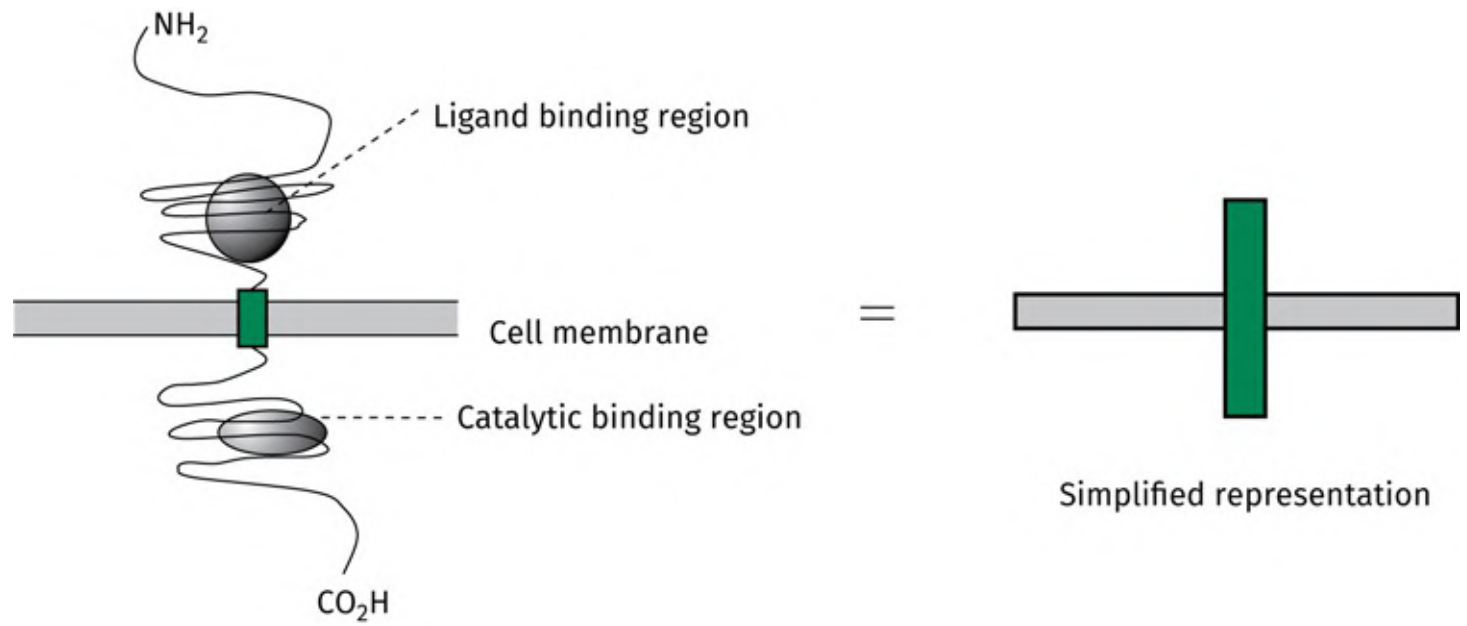 NH₂
Ligand binding region
Cell membrane
=
Catalytic binding region
Simplified representation
CO₂H